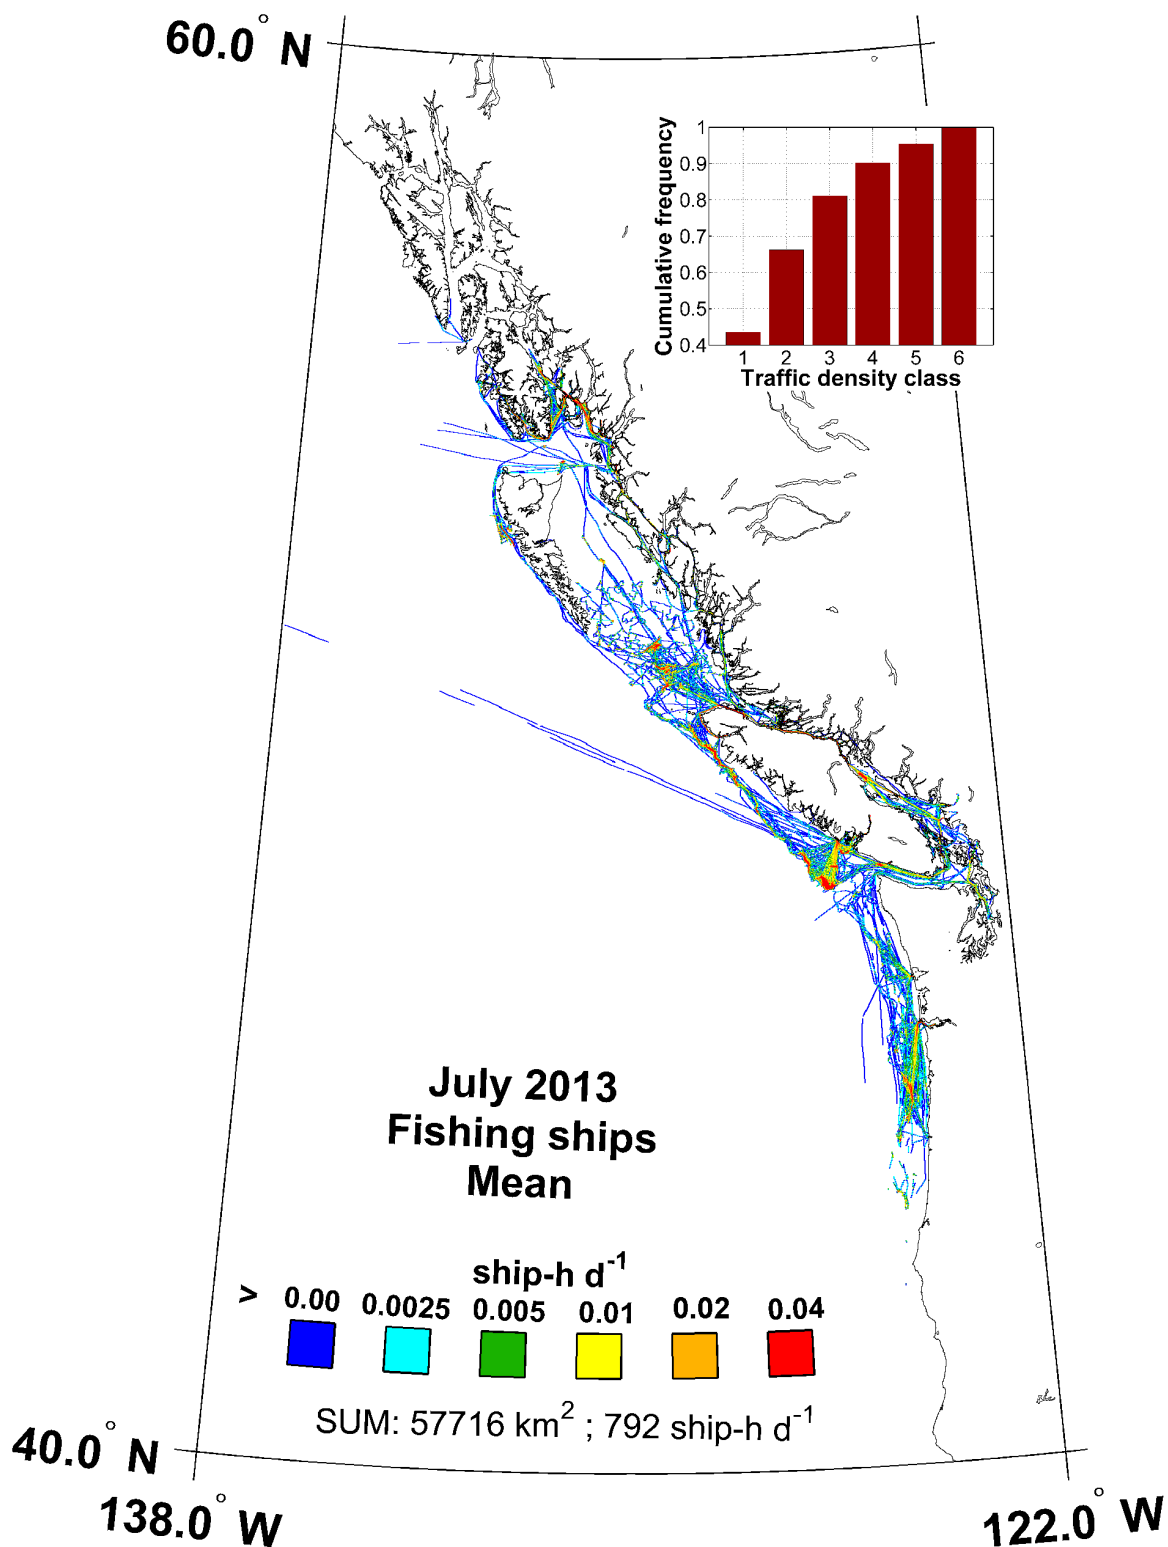 60.0° N
Cumulative frequency
1
0.9
0.8
0.7
0.6
0.5
0.4
1 2 3 4 5 6
Traffic density class
July 2013
Fishing ships
Mean
ship-h d⁻¹
> 0.00 0.0025 0.005 0.01 0.02 0.04
SUM: 57716 km² ; 792 ship-h d⁻¹
40.0° N
138.0° W
122.0° W